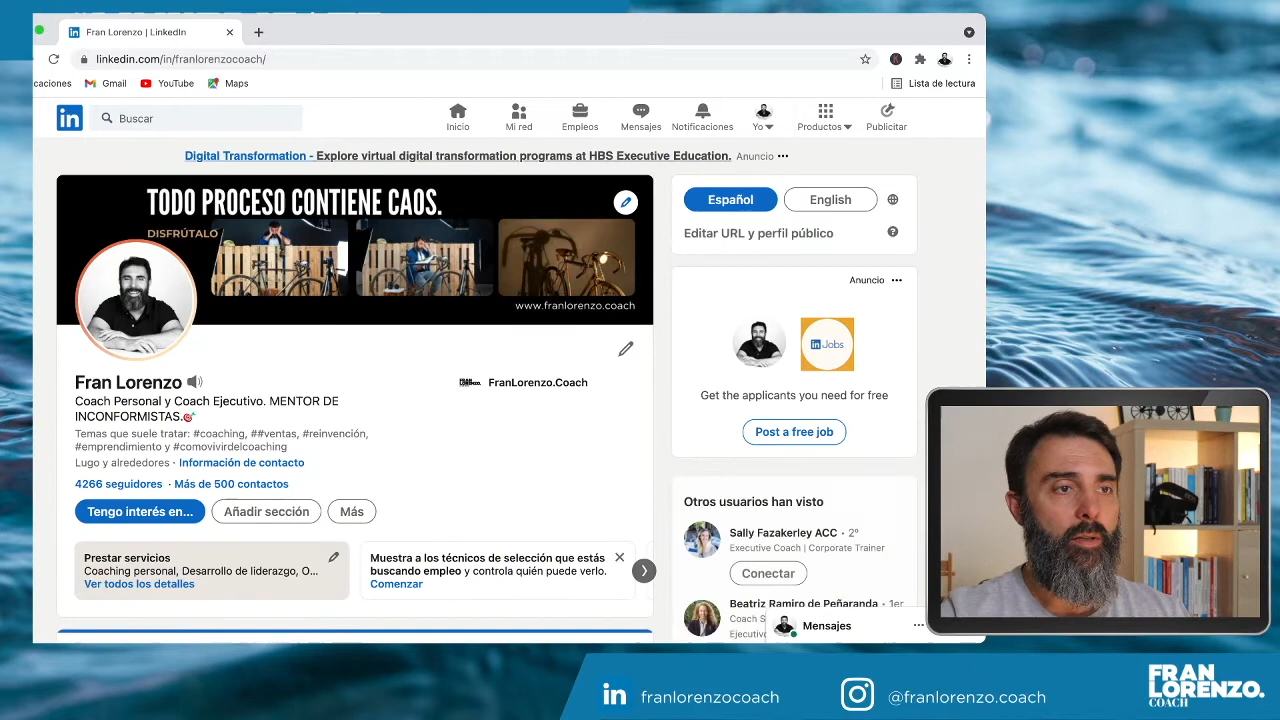 Fran Lorenzo | LinkedIn
linkedin.com/in/franlorenzocoach/
caciones
Gmail
YouTube
Maps
Lista de lectura
in
Buscar
Inicio
Mi red
Empleos
Mensajes
Notificaciones
Yo
Productos
Publicitar
Digital Transformation - Explore virtual digital transformation programs at HBS Executive Education. Anuncio
TODO PROCESO CONTIENE CAOS.
DISFRÚTALO
www.franlorenzo.coach
Fran Lorenzo
FranLorenzo.Coach
Coach Personal y Coach Ejecutivo. MENTOR DE
INCONFORMISTAS.
Temas que suele tratar: #coaching, ##ventas, #reinvención,
#emprendimiento y #comovivirdelcoaching
Lugo y alrededores · Información de contacto
4266 seguidores · Más de 500 contactos
Tengo interés en...
Añadir sección
Más
Prestar servicios
Coaching personal, Desarrollo de liderazgo, O...
Ver todos los detalles
Muestra a los técnicos de selección que estás
buscando empleo y controla quién puede verlo.
Comenzar
Español
English
Editar URL y perfil público
Anuncio
in Jobs
Get the applicants you need for free
Post a free job
Otros usuarios han visto
Sally Fazakerley ACC · 2º
Executive Coach | Corporate Trainer
Conectar
Beatriz Ramiro de Peñaranda · 1er
Coach S
Ejecutiv
Mensajes
in franlorenzocoach
@franlorenzo.coach
FRAN
LORENZO.
COACH